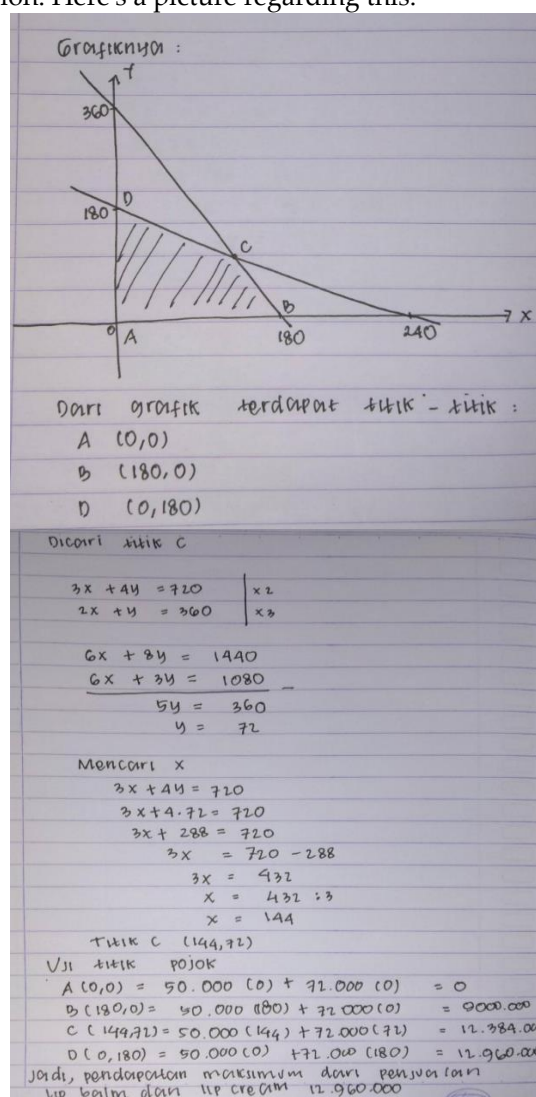 ion. Here's a picture regarding this.
Grafiknya :
Y
360
D
180
C
B
0 A 180 240 X
Dari grafik terdapat titik - titik :
A (0,0)
B (180,0)
D (0,180)
Dicari titik C
3x + 4y = 720 | x2
2x + y = 360 | x3
6x + 8y = 1440
6x + 3y = 1080 –
5y = 360
y = 72
Mencari x
3x + 4y = 720
3x + 4.72 = 720
3x + 288 = 720
3x = 720 - 288
3x = 432
x = 432 : 3
x = 144
Titik C (144,72)
Uji titik pojok
A (0,0) = 50.000 (0) + 72.000 (0) = 0
B (180,0) = 50.000 (180) + 72 000 (0) = 9000.000
C (144,72) = 50.000 (144) + 72.000 (72) = 12.384.00
D (0,180) = 50.000 (0) + 72.000 (180) = 12.960.00
Jadi, pendapatan maksimum dari penjualan
lip balm dan lip cream 12.960.000